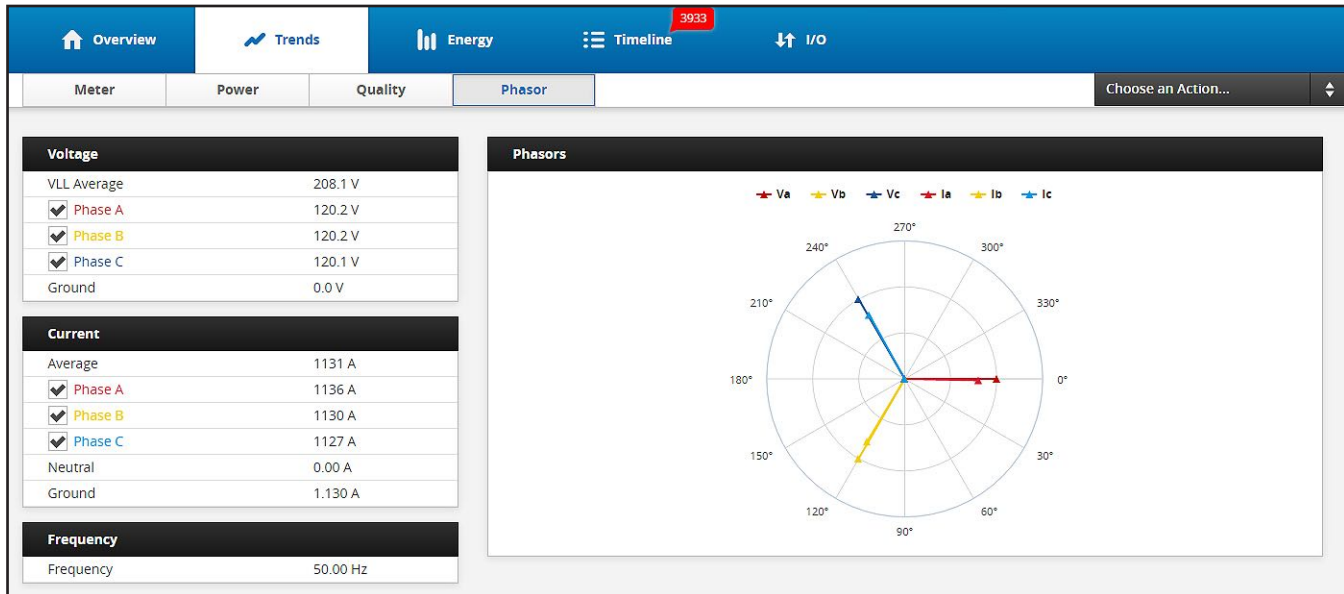 3933
Overview Trends Energy Timeline I/O
Meter Power Quality Phasor Choose an Action...
Voltage
VLL Average 208.1 V
Phase A 120.2 V
Phase B 120.2 V
Phase C 120.1 V
Ground 0.0 V
Current
Average 1131 A
Phase A 1136 A
Phase B 1130 A
Phase C 1127 A
Neutral 0.00 A
Ground 1.130 A
Frequency
Frequency 50.00 Hz
Phasors
Va Vb Vc Ia Ib Ic
270°
240° 300°
210° 330°
180° 0°
150° 30°
120° 60°
90°